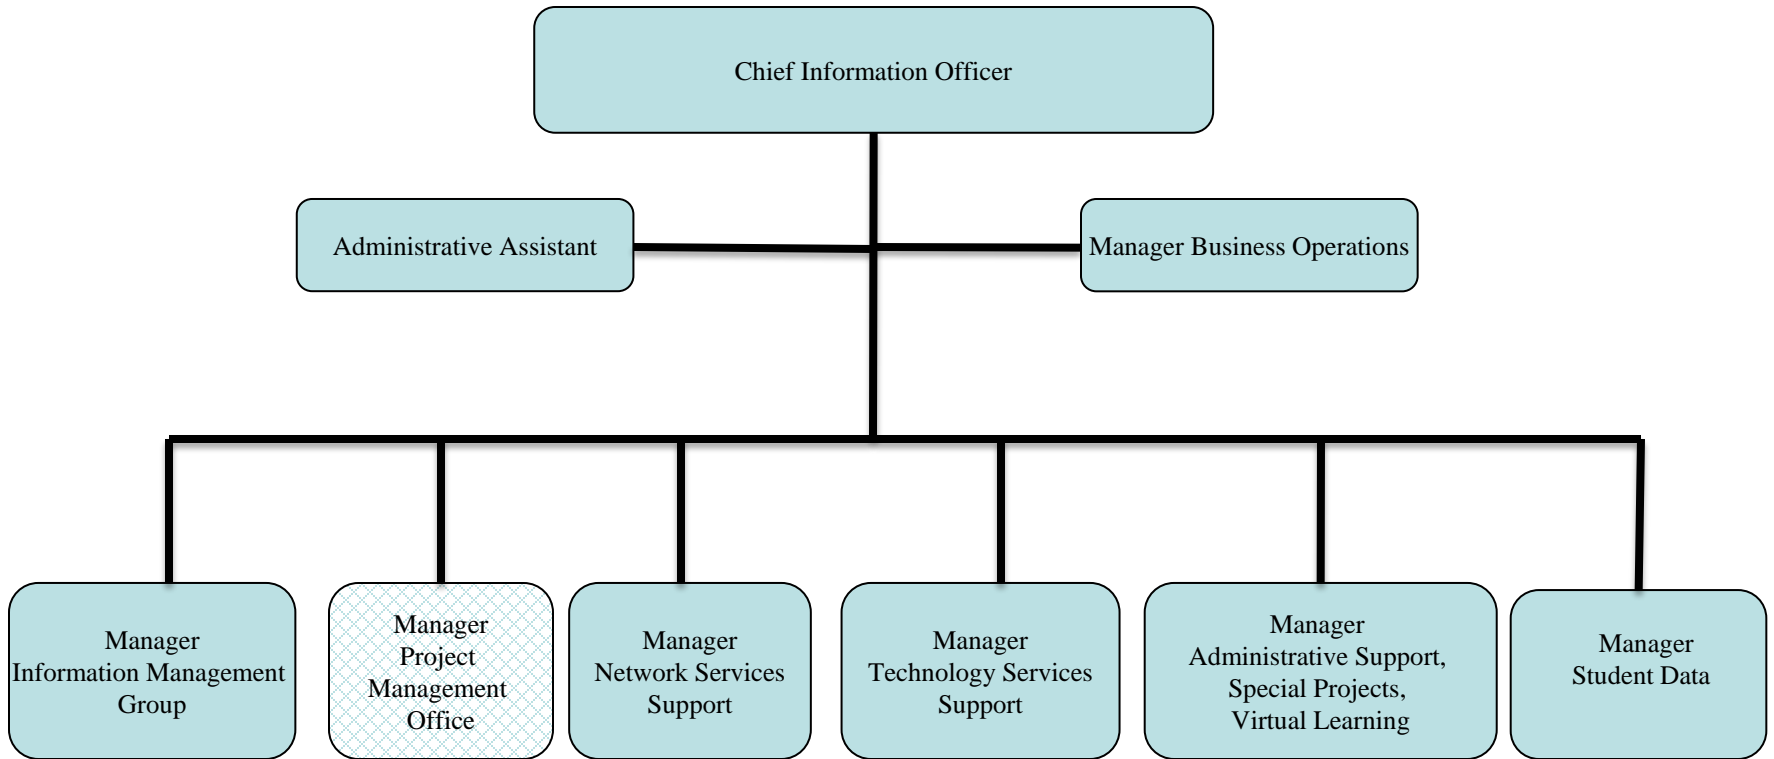 Chief Information Officer
Administrative Assistant
Manager Business Operations
Manager
Information Management
Group
Manager
Project
Management
Office
Manager
Network Services
Support
Manager
Technology Services
Support
Manager
Administrative Support,
Special Projects,
Virtual Learning
Manager
Student Data